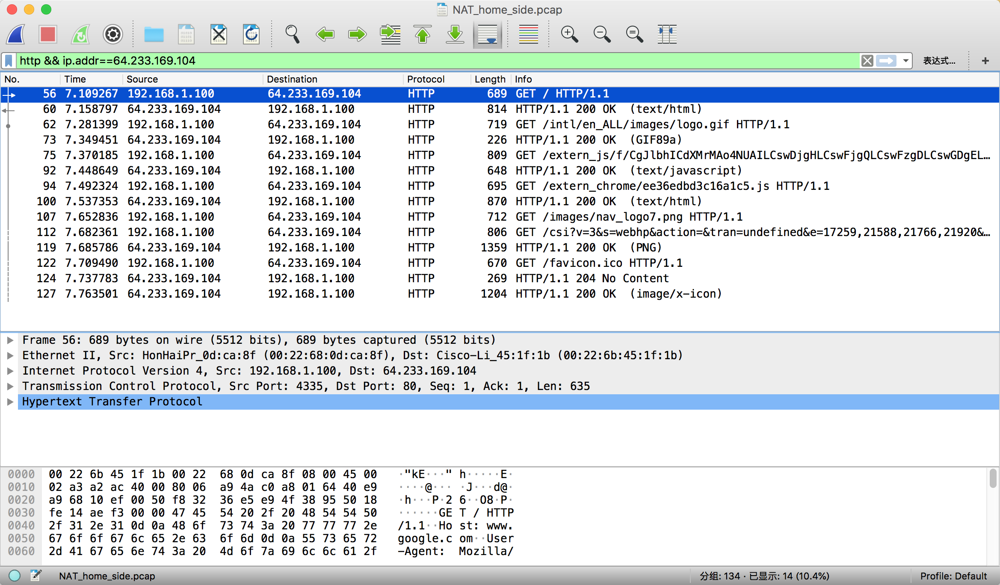 NAT_home_side.pcap
http && ip.addr==64.233.169.104
表达式...
+
No. Time Source Destination Protocol Length Info
56 7.109267 192.168.1.100 64.233.169.104 HTTP 689 GET / HTTP/1.1
60 7.158797 64.233.169.104 192.168.1.100 HTTP 814 HTTP/1.1 200 OK (text/html)
62 7.281399 192.168.1.100 64.233.169.104 HTTP 719 GET /intl/en_ALL/images/logo.gif HTTP/1.1
73 7.349451 64.233.169.104 192.168.1.100 HTTP 226 HTTP/1.1 200 OK (GIF89a)
75 7.370185 192.168.1.100 64.233.169.104 HTTP 809 GET /extern_js/f/CgJlbhICdXMrMAo4NUAILCswDjgHLCswFjgQLCswFzgDLCswGDgEL…
92 7.448649 64.233.169.104 192.168.1.100 HTTP 648 HTTP/1.1 200 OK (text/javascript)
94 7.492324 192.168.1.100 64.233.169.104 HTTP 695 GET /extern_chrome/ee36edbd3c16a1c5.js HTTP/1.1
100 7.537353 64.233.169.104 192.168.1.100 HTTP 870 HTTP/1.1 200 OK (text/html)
107 7.652836 192.168.1.100 64.233.169.104 HTTP 712 GET /images/nav_logo7.png HTTP/1.1
112 7.682361 192.168.1.100 64.233.169.104 HTTP 806 GET /csi?v=3&s=webhp&action=&tran=undefined&e=17259,21588,21766,21920&…
119 7.685786 64.233.169.104 192.168.1.100 HTTP 1359 HTTP/1.1 200 OK (PNG)
122 7.709490 192.168.1.100 64.233.169.104 HTTP 670 GET /favicon.ico HTTP/1.1
124 7.737783 64.233.169.104 192.168.1.100 HTTP 269 HTTP/1.1 204 No Content
127 7.763501 64.233.169.104 192.168.1.100 HTTP 1204 HTTP/1.1 200 OK (image/x-icon)
Frame 56: 689 bytes on wire (5512 bits), 689 bytes captured (5512 bits)
Ethernet II, Src: HonHaiPr_0d:ca:8f (00:22:68:0d:ca:8f), Dst: Cisco-Li_45:1f:1b (00:22:6b:45:1f:1b)
Internet Protocol Version 4, Src: 192.168.1.100, Dst: 64.233.169.104
Transmission Control Protocol, Src Port: 4335, Dst Port: 80, Seq: 1, Ack: 1, Len: 635
Hypertext Transfer Protocol
0000 00 22 6b 45 1f 1b 00 22 68 0d ca 8f 08 00 45 00 ·"kE···" h·····E·
0010 02 a3 a2 ac 40 00 80 06 a9 4a c0 a8 01 64 40 e9 ····@··· ·J···d@·
0020 a9 68 10 ef 00 50 f8 32 36 e5 e9 4f 38 95 50 18 ·h···P·2 6··O8·P·
0030 fe 14 ae f3 00 00 47 45 54 20 2f 20 48 54 54 50 ······GE T / HTTP
0040 2f 31 2e 31 0d 0a 48 6f 73 74 3a 20 77 77 77 2e /1.1··Ho st: www.
0050 67 6f 6f 67 6c 65 2e 63 6f 6d 0d 0a 55 73 65 72 google.c om··User
0060 2d 41 67 65 6e 74 3a 20 4d 6f 7a 69 6c 6c 61 2f -Agent: Mozilla/
NAT_home_side.pcap
分组: 134 · 已显示: 14 (10.4%)
Profile: Default